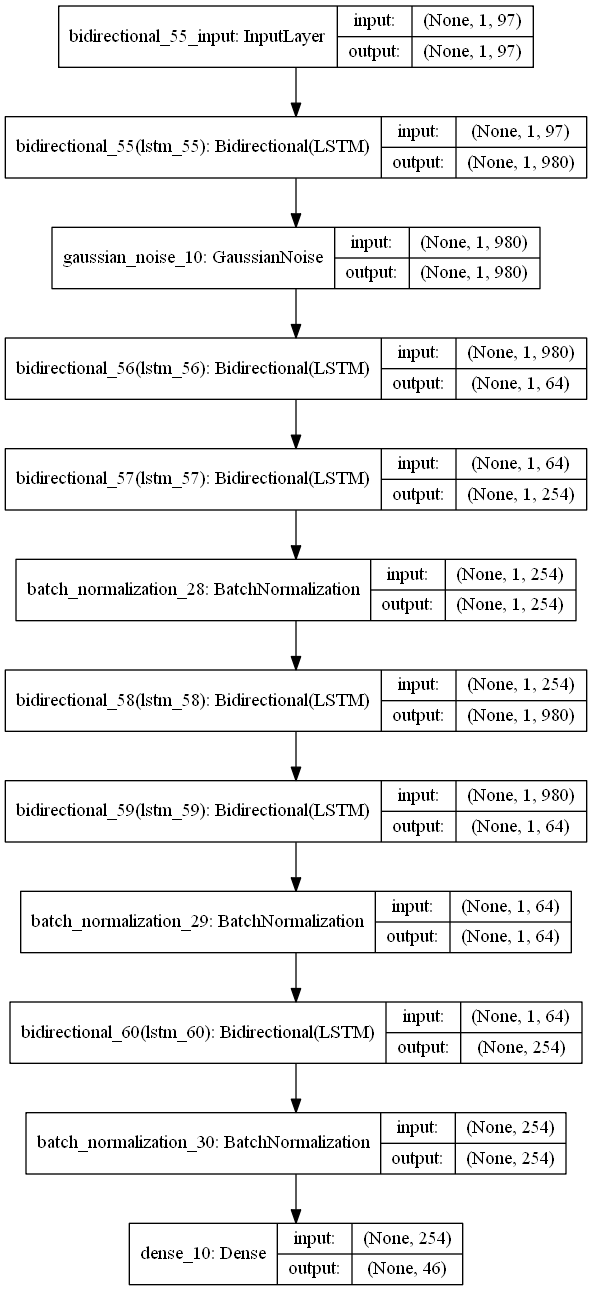 bidirectional_55_input: InputLayer
input: (None, 1, 97)
output: (None, 1, 97)
bidirectional_55(lstm_55): Bidirectional(LSTM)
input: (None, 1, 97)
output: (None, 1, 980)
gaussian_noise_10: GaussianNoise
input: (None, 1, 980)
output: (None, 1, 980)
bidirectional_56(lstm_56): Bidirectional(LSTM)
input: (None, 1, 980)
output: (None, 1, 64)
bidirectional_57(lstm_57): Bidirectional(LSTM)
input: (None, 1, 64)
output: (None, 1, 254)
batch_normalization_28: BatchNormalization
input: (None, 1, 254)
output: (None, 1, 254)
bidirectional_58(lstm_58): Bidirectional(LSTM)
input: (None, 1, 254)
output: (None, 1, 980)
bidirectional_59(lstm_59): Bidirectional(LSTM)
input: (None, 1, 980)
output: (None, 1, 64)
batch_normalization_29: BatchNormalization
input: (None, 1, 64)
output: (None, 1, 64)
bidirectional_60(lstm_60): Bidirectional(LSTM)
input: (None, 1, 64)
output: (None, 254)
batch_normalization_30: BatchNormalization
input: (None, 254)
output: (None, 254)
dense_10: Dense
input: (None, 254)
output: (None, 46)